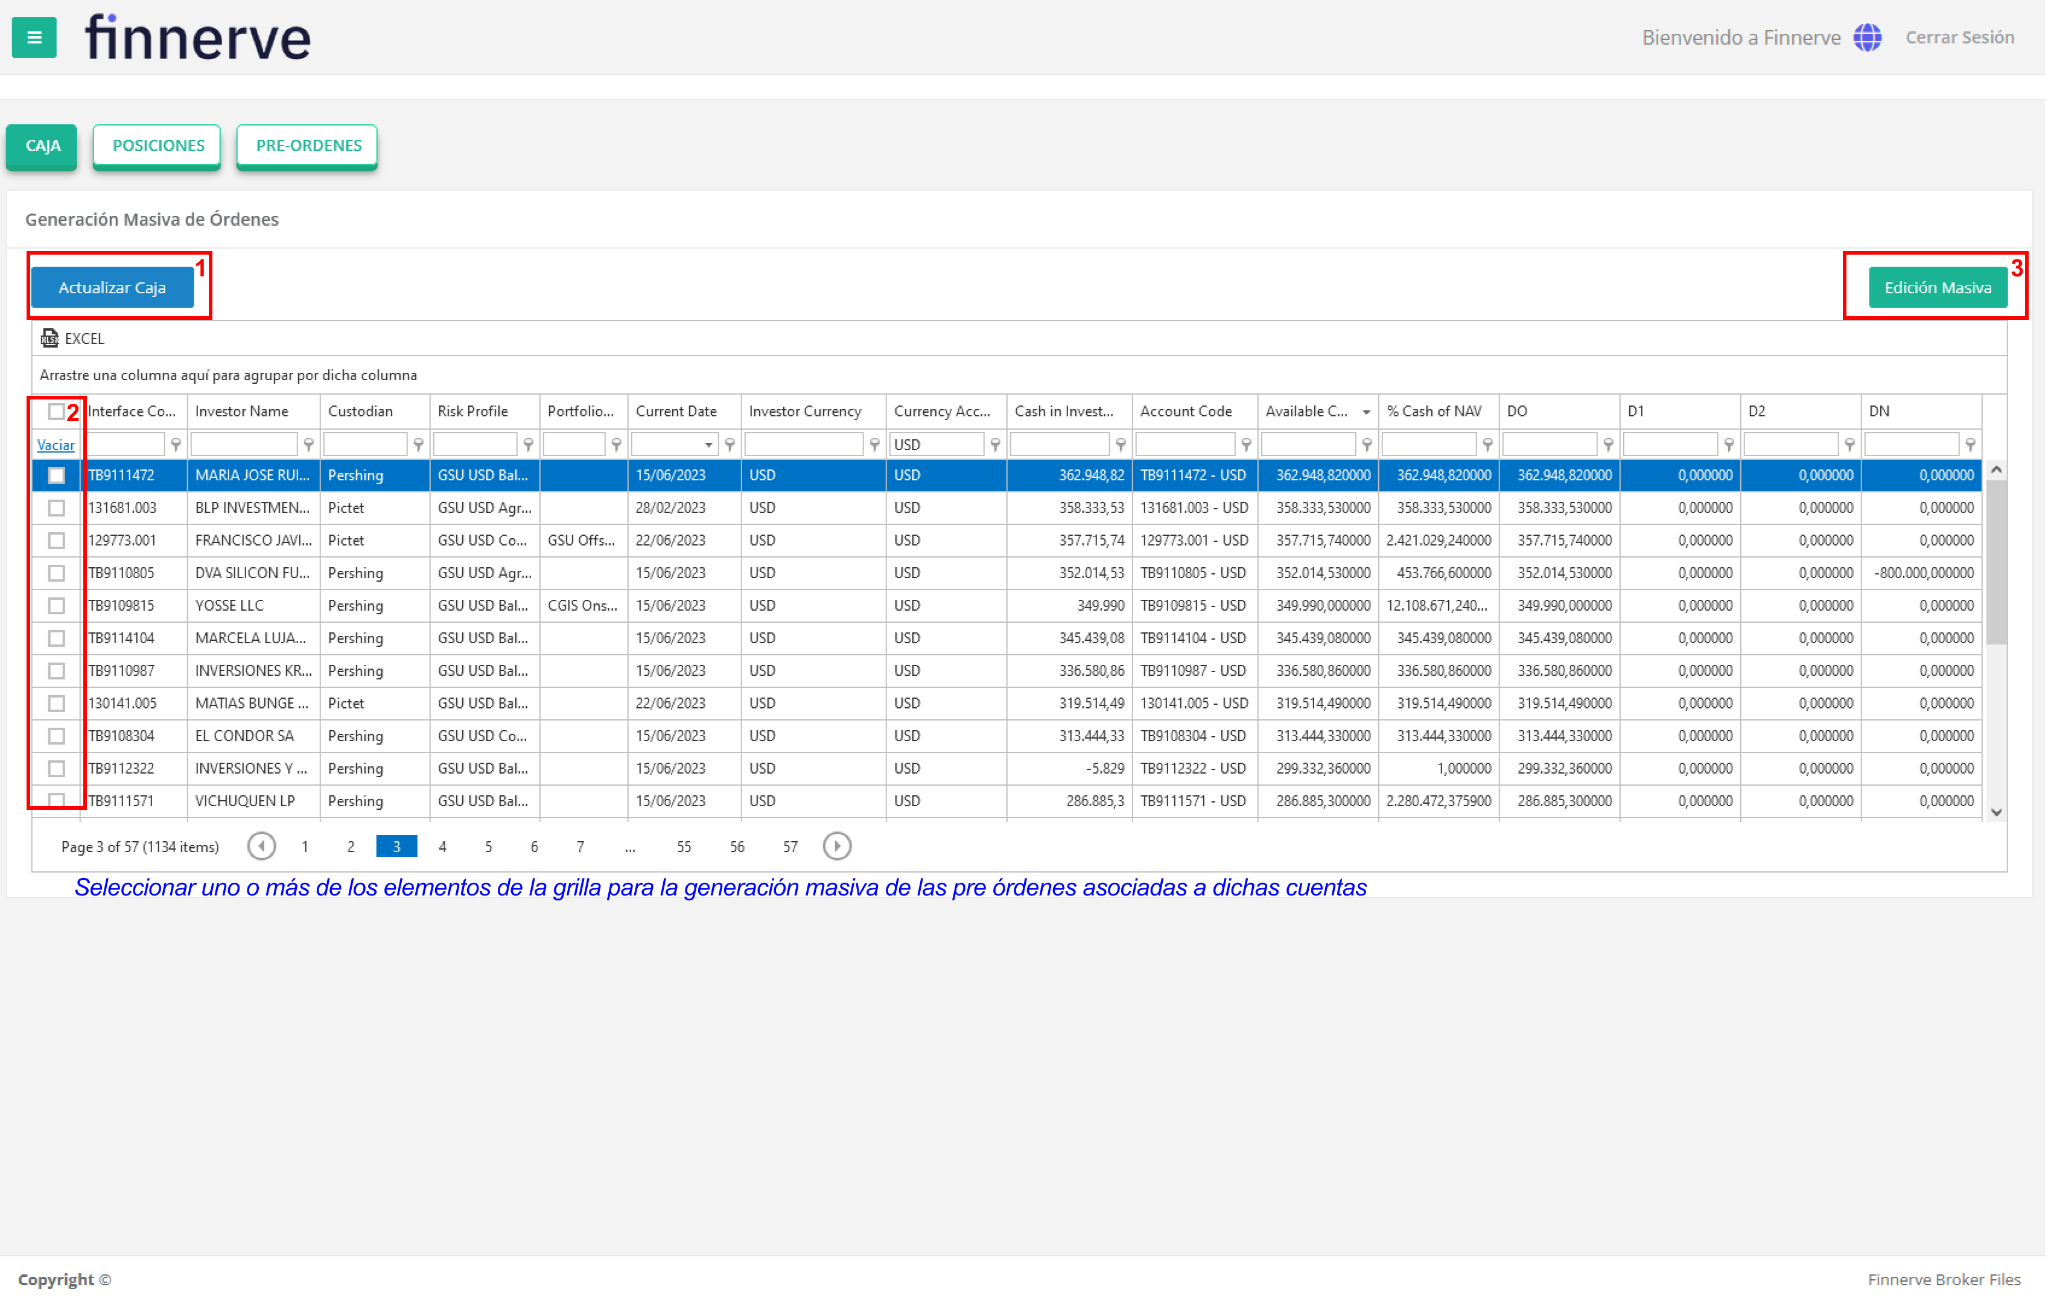 finnerve
Bienvenido a Finnerve
Cerrar Sesión
CAJA POSICIONES PRE-ORDENES
Generación Masiva de Órdenes
Actualizar Caja 1
Edición Masiva 3
EXCEL
Arrastre una columna aquí para agrupar por dicha columna
2 Interface Co... Investor Name Custodian Risk Profile Portfolio... Current Date Investor Currency Currency Acc... Cash in Invest... Account Code Available C... % Cash of NAV DO D1 D2 DN
Vaciar USD
TB9111472 MARIA JOSE RUI... Pershing GSU USD Bal... 15/06/2023 USD USD 362.948,82 TB9111472 - USD 362.948,820000 362.948,820000 362.948,820000 0,000000 0,000000 0,000000
131681.003 BLP INVESTMEN... Pictet GSU USD Agr... 28/02/2023 USD USD 358.333,53 131681.003 - USD 358.333,530000 358.333,530000 358.333,530000 0,000000 0,000000 0,000000
129773.001 FRANCISCO JAVI... Pictet GSU USD Co... GSU Offs... 22/06/2023 USD USD 357.715,74 129773.001 - USD 357.715,740000 2.421.029,240000 357.715,740000 0,000000 0,000000 0,000000
TB9110805 DVA SILICON FU... Pershing GSU USD Agr... 15/06/2023 USD USD 352.014,53 TB9110805 - USD 352.014,530000 453.766,600000 352.014,530000 0,000000 0,000000 -800.000,000000
TB9109815 YOSSE LLC Pershing GSU USD Bal... CGIS Ons... 15/06/2023 USD USD 349.990 TB9109815 - USD 349.990,000000 12.108.671,240... 349.990,000000 0,000000 0,000000 0,000000
TB9114104 MARCELA LUJA... Pershing GSU USD Bal... 15/06/2023 USD USD 345.439,08 TB9114104 - USD 345.439,080000 345.439,080000 345.439,080000 0,000000 0,000000 0,000000
TB9110987 INVERSIONES KR... Pershing GSU USD Bal... 15/06/2023 USD USD 336.580,86 TB9110987 - USD 336.580,860000 336.580,860000 336.580,860000 0,000000 0,000000 0,000000
130141.005 MATIAS BUNGE ... Pictet GSU USD Bal... 22/06/2023 USD USD 319.514,49 130141.005 - USD 319.514,490000 319.514,490000 319.514,490000 0,000000 0,000000 0,000000
TB9108304 EL CONDOR SA Pershing GSU USD Co... 15/06/2023 USD USD 313.444,33 TB9108304 - USD 313.444,330000 313.444,330000 313.444,330000 0,000000 0,000000 0,000000
TB9112322 INVERSIONES Y ... Pershing GSU USD Bal... 15/06/2023 USD USD -5.829 TB9112322 - USD 299.332,360000 1,000000 299.332,360000 0,000000 0,000000 0,000000
TB9111571 VICHUQUEN LP Pershing GSU USD Bal... 15/06/2023 USD USD 286.885,3 TB9111571 - USD 286.885,300000 2.280.472,375900 286.885,300000 0,000000 0,000000 0,000000
Page 3 of 57 (1134 items) 1 2 3 4 5 6 7 ... 55 56 57
Seleccionar uno o más de los elementos de la grilla para la generación masiva de las pre órdenes asociadas a dichas cuentas
Copyright ©
Finnerve Broker Files